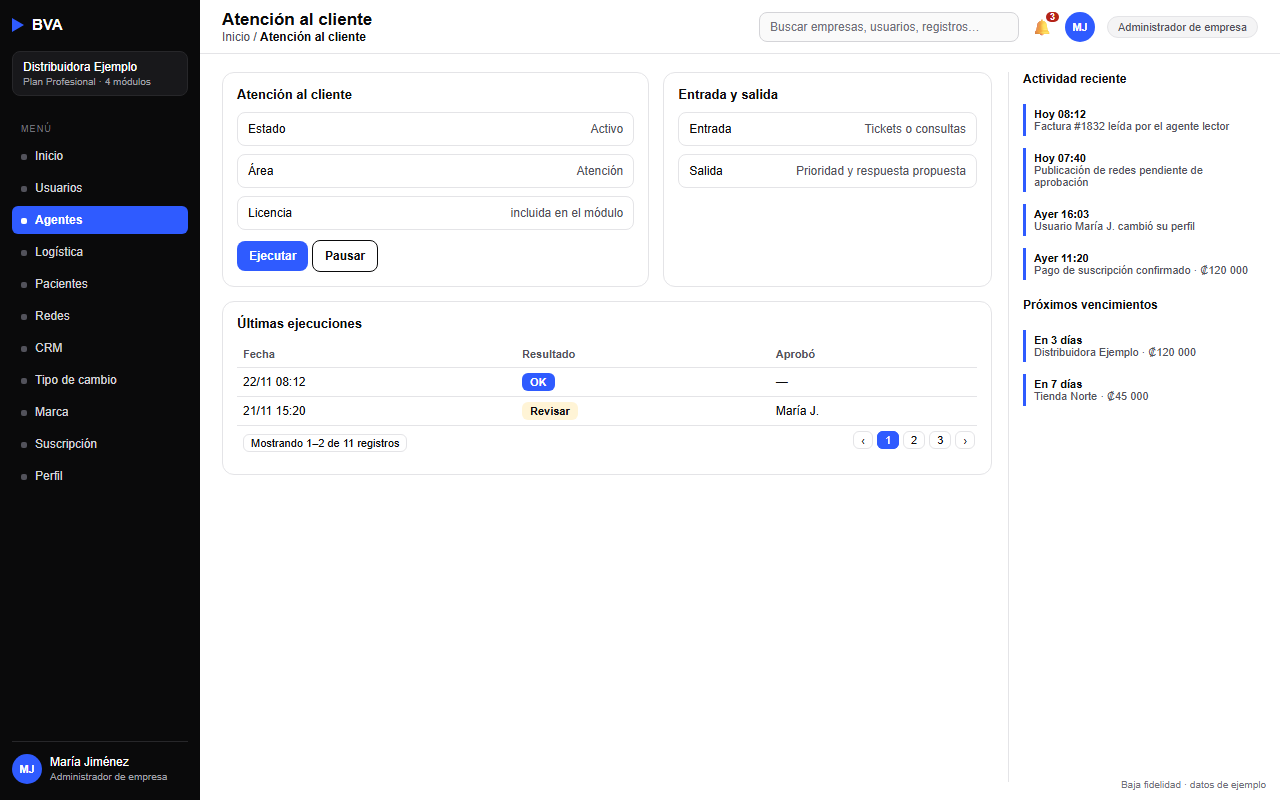 BVA
Distribuidora Ejemplo
Plan Profesional · 4 módulos
MENÚ
Inicio
Usuarios
Agentes
Logística
Pacientes
Redes
CRM
Tipo de cambio
Marca
Suscripción
Perfil
MJ
María Jiménez
Administrador de empresa
Atención al cliente
Inicio / Atención al cliente
Buscar empresas, usuarios, registros…
3
MJ
Administrador de empresa
Atención al cliente
Estado Activo
Área Atención
Licencia incluida en el módulo
Ejecutar Pausar
Entrada y salida
Entrada Tickets o consultas
Salida Prioridad y respuesta propuesta
Últimas ejecuciones
Fecha Resultado Aprobó
22/11 08:12 OK —
21/11 15:20 Revisar María J.
Mostrando 1–2 de 11 registros
‹ 1 2 3 ›
Actividad reciente
Hoy 08:12
Factura #1832 leída por el agente lector
Hoy 07:40
Publicación de redes pendiente de
aprobación
Ayer 16:03
Usuario María J. cambió su perfil
Ayer 11:20
Pago de suscripción confirmado · ₡120 000
Próximos vencimientos
En 3 días
Distribuidora Ejemplo · ₡120 000
En 7 días
Tienda Norte · ₡45 000
Baja fidelidad · datos de ejemplo